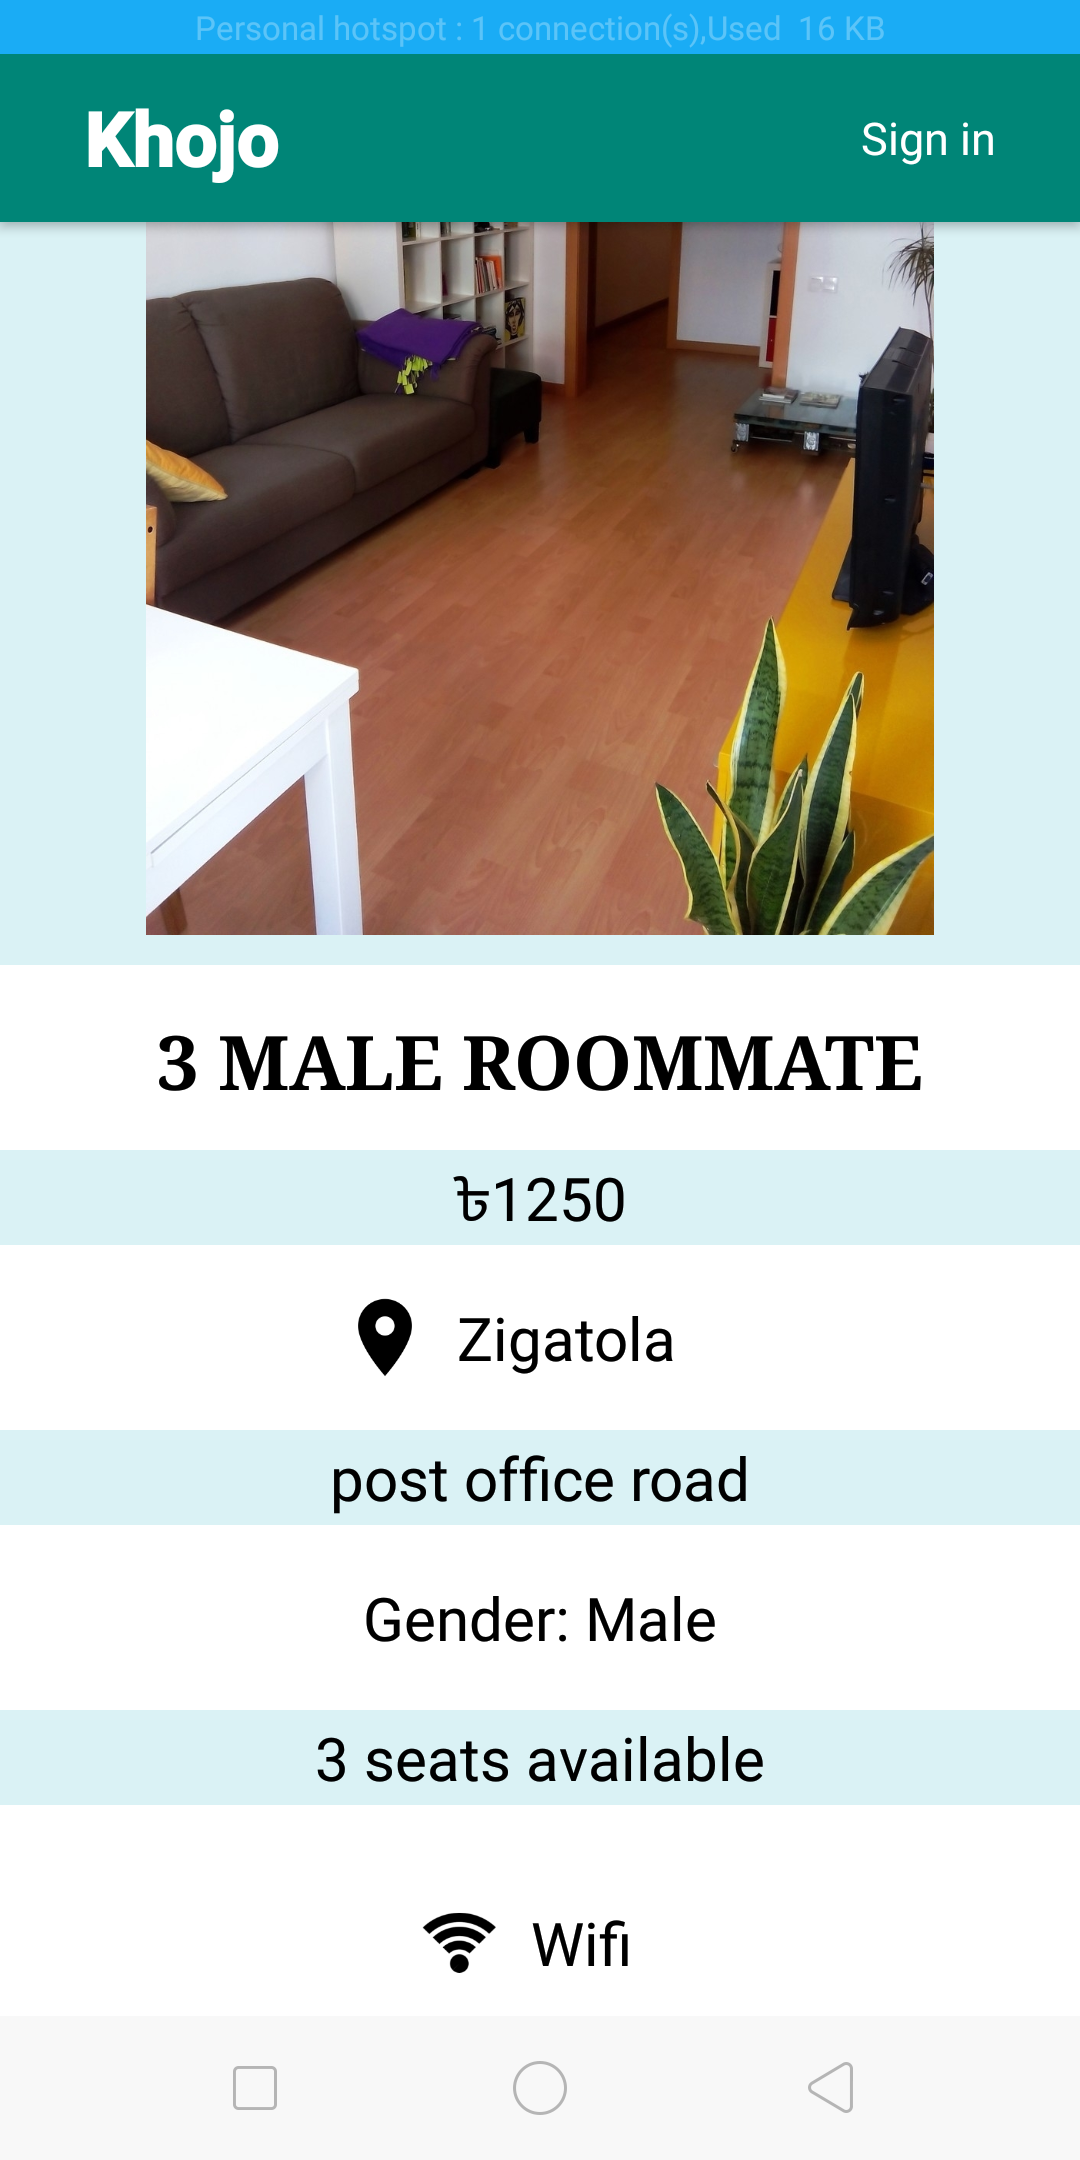 Personal hotspot : 1 connection(s),Used  16 KB
Khojo
Sign in
3 MALE ROOMMATE
৳1250
Zigatola
post office road
Gender: Male
3 seats available
Wifi